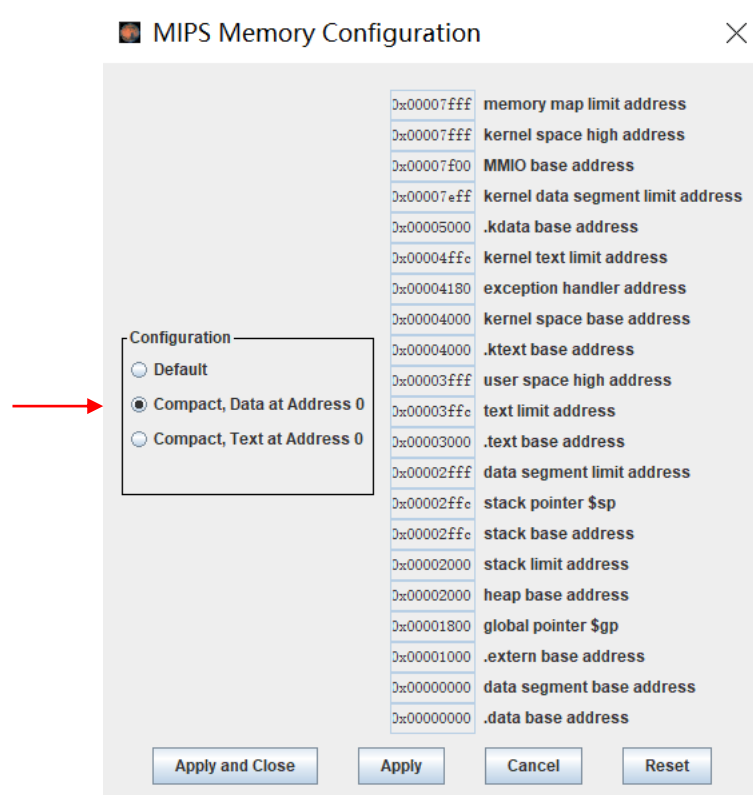 MIPS Memory Configuration
0x00007fff memory map limit address
0x00007fff kernel space high address
0x00007f00 MMIO base address
0x00007eff kernel data segment limit address
0x00005000 .kdata base address
0x00004ffc kernel text limit address
0x00004180 exception handler address
0x00004000 kernel space base address
0x00004000 .ktext base address
0x00003fff user space high address
0x00003ffc text limit address
0x00003000 .text base address
0x00002fff data segment limit address
0x00002ffc stack pointer $sp
0x00002ffc stack base address
0x00002000 stack limit address
0x00002000 heap base address
0x00001800 global pointer $gp
0x00001000 .extern base address
0x00000000 data segment base address
0x00000000 .data base address
Configuration
Default
Compact, Data at Address 0
Compact, Text at Address 0
Apply and Close Apply Cancel Reset